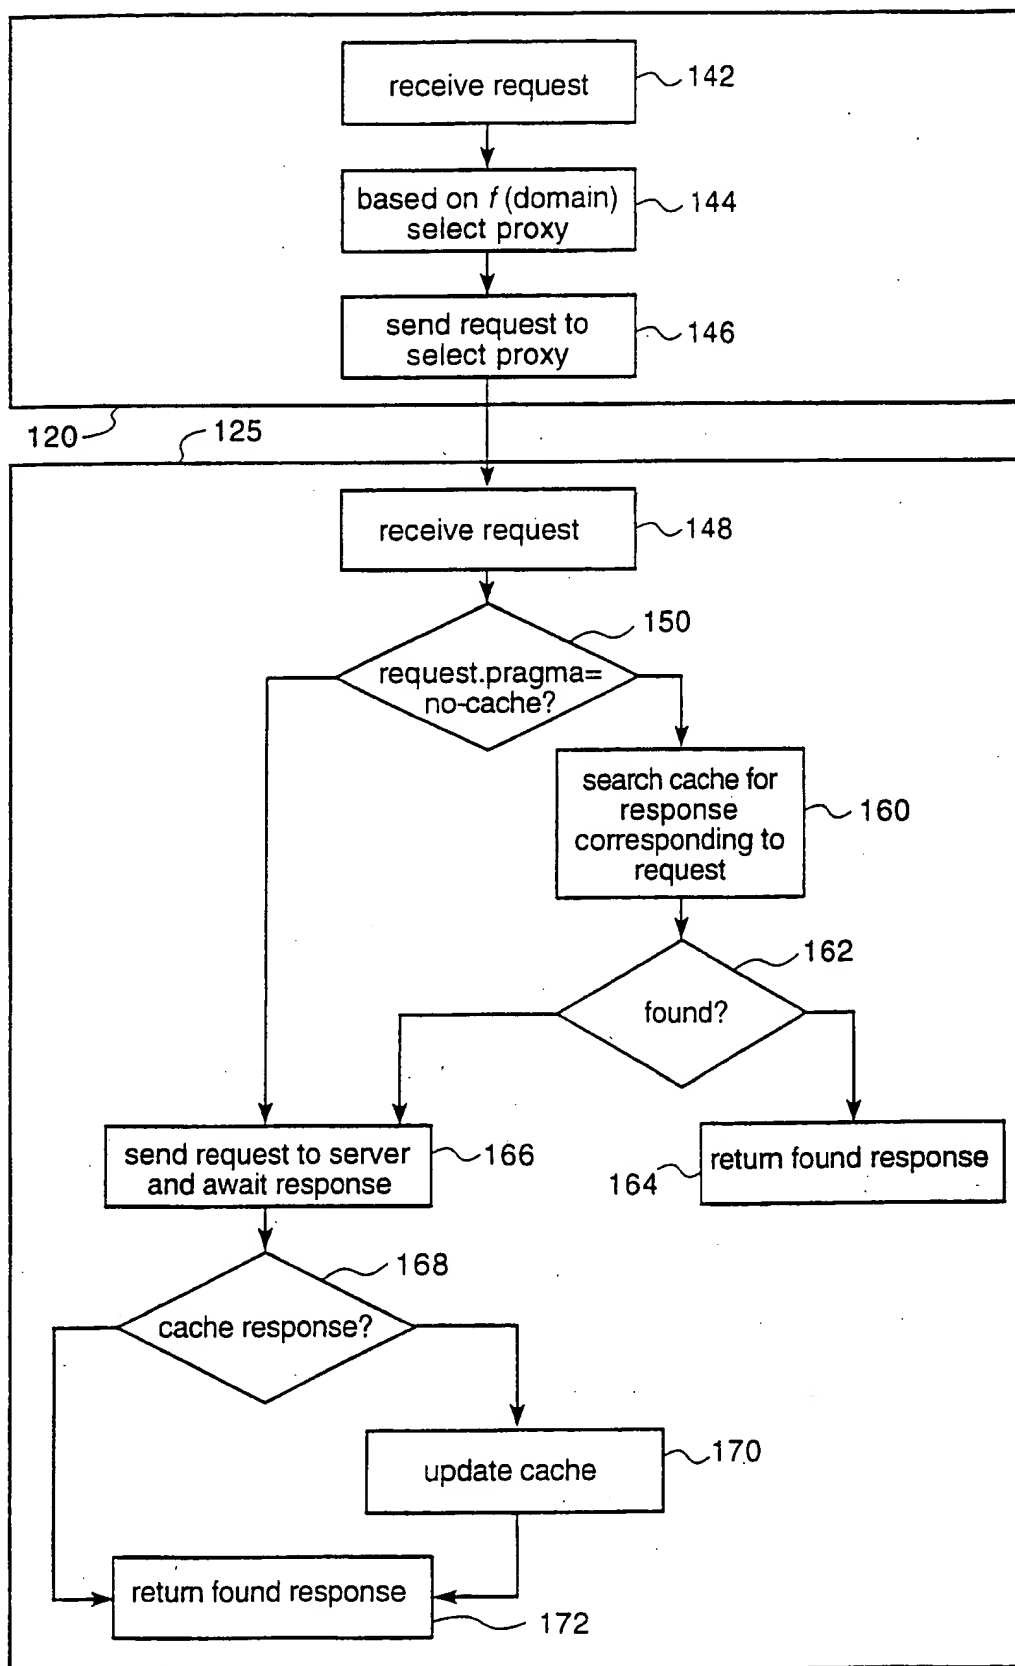 receive request
142
based on f (domain)
select proxy
144
send request to
select proxy
146
120
125
receive request
148
150
request.pragma=
no-cache?
search cache for
response
corresponding to
request
160
162
found?
send request to server
and await response
166
164
return found response
168
cache response?
update cache
170
return found response
172